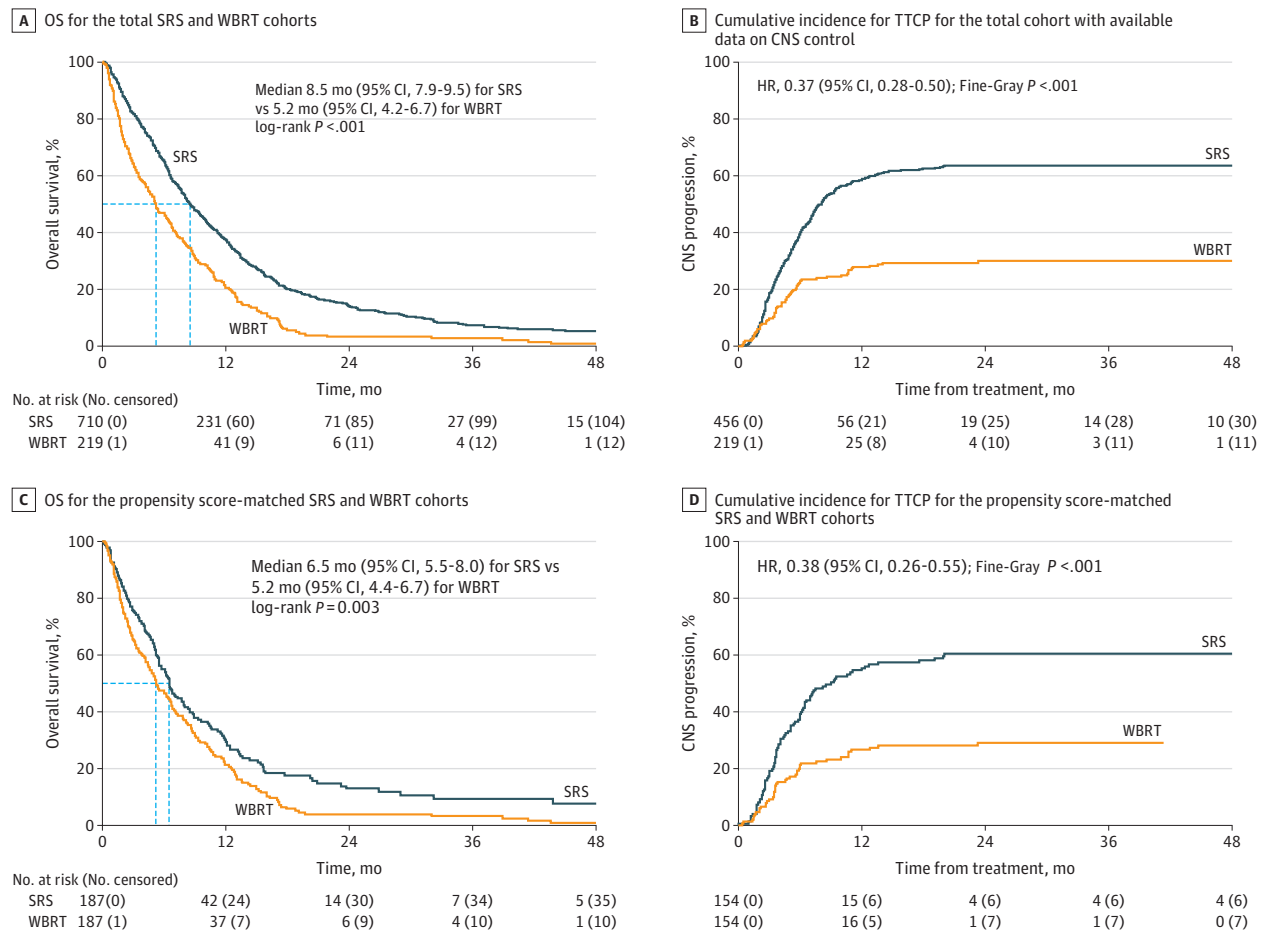 A OS for the total SRS and WBRT cohorts
100
80
60
40
20
0
Overall survival, %
Median 8.5 mo (95% CI, 7.9-9.5) for SRS
vs 5.2 mo (95% CI, 4.2-6.7) for WBRT
log-rank P <.001
SRS
WBRT
0 12 24 36 48
Time, mo
No. at risk (No. censored)
SRS 710 (0) 231 (60) 71 (85) 27 (99) 15 (104)
WBRT 219 (1) 41 (9) 6 (11) 4 (12) 1 (12)
B Cumulative incidence for TTCP for the total cohort with available
data on CNS control
100
80
60
40
20
0
CNS progression, %
HR, 0.37 (95% CI, 0.28-0.50); Fine-Gray P <.001
SRS
WBRT
0 12 24 36 48
Time from treatment, mo
456 (0) 56 (21) 19 (25) 14 (28) 10 (30)
219 (1) 25 (8) 4 (10) 3 (11) 1 (11)
C OS for the propensity score-matched SRS and WBRT cohorts
100
80
60
40
20
0
Overall survival, %
Median 6.5 mo (95% CI, 5.5-8.0) for SRS vs
5.2 mo (95% CI, 4.4-6.7) for WBRT
log-rank P = 0.003
SRS
WBRT
0 12 24 36 48
Time, mo
No. at risk (No. censored)
SRS 187(0) 42 (24) 14 (30) 7 (34) 5 (35)
WBRT 187 (1) 37 (7) 6 (9) 4 (10) 1 (10)
D Cumulative incidence for TTCP for the propensity score-matched
SRS and WBRT cohorts
100
80
60
40
20
0
CNS progression, %
HR, 0.38 (95% CI, 0.26-0.55); Fine-Gray P <.001
SRS
WBRT
0 12 24 36 48
Time from treatment, mo
154 (0) 15 (6) 4 (6) 4 (6) 4 (6)
154 (0) 16 (5) 1 (7) 1 (7) 0 (7)